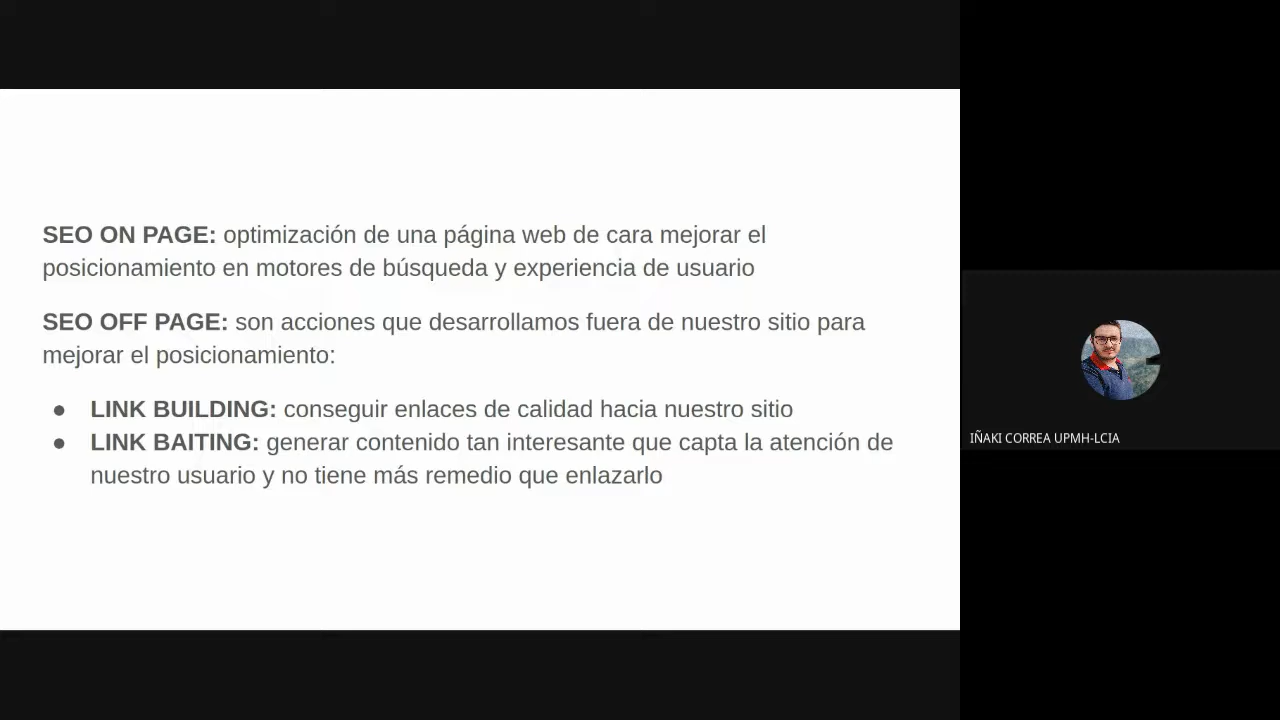 SEO ON PAGE: optimización de una página web de cara mejorar el
posicionamiento en motores de búsqueda y experiencia de usuario
SEO OFF PAGE: son acciones que desarrollamos fuera de nuestro sitio para
mejorar el posicionamiento:
● LINK BUILDING: conseguir enlaces de calidad hacia nuestro sitio
● LINK BAITING: generar contenido tan interesante que capta la atención de
nuestro usuario y no tiene más remedio que enlazarlo
IÑAKI CORREA UPMH-LCIA